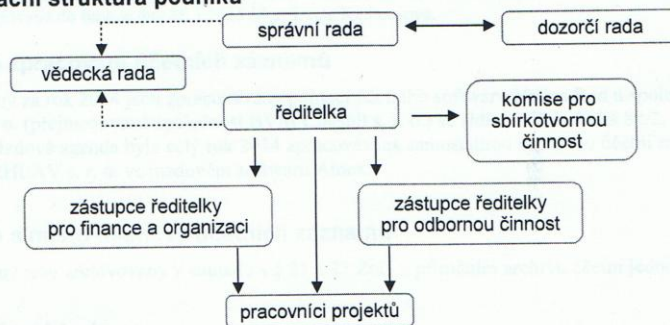 ační struktura podniku
správní rada
dozorčí rada
vědecká rada
ředitelka
komise pro
sbírkotvornou
činnost
zástupce ředitelky
pro finance a organizaci
zástupce ředitelky
pro odbornou činnost
pracovníci projektů